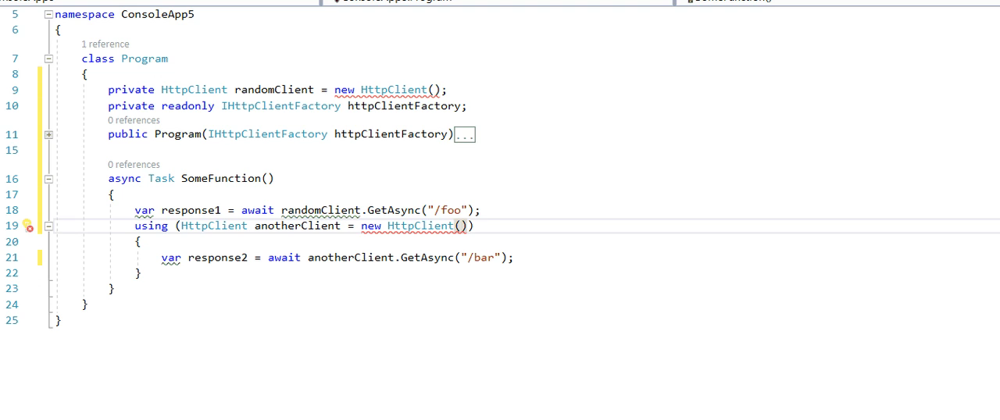 5 namespace ConsoleApp5
6 {
1 reference
7 class Program
8 {
9 private HttpClient randomClient = new HttpClient();
10 private readonly IHttpClientFactory httpClientFactory;
0 references
11 public Program(IHttpClientFactory httpClientFactory)...
15
0 references
16 async Task SomeFunction()
17 {
18 var response1 = await randomClient.GetAsync("/foo");
19 using (HttpClient anotherClient = new HttpClient())
20 {
21 var response2 = await anotherClient.GetAsync("/bar");
22 }
23 }
24 }
25 }